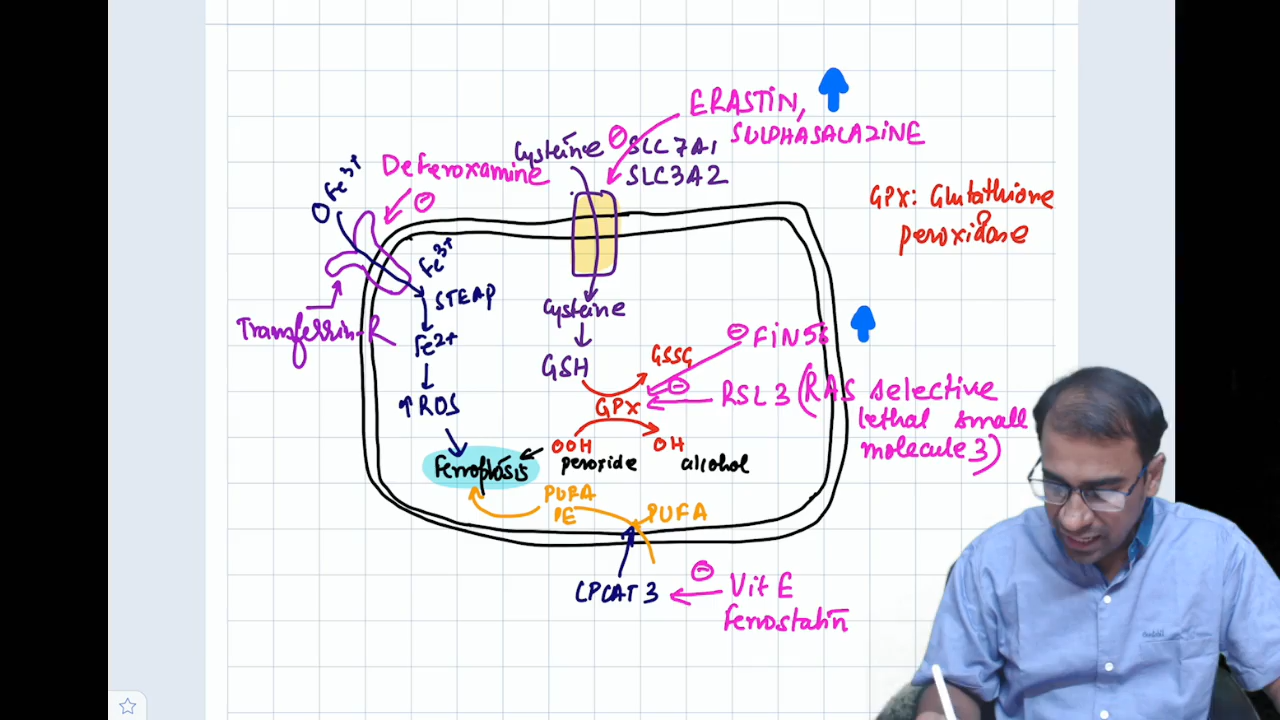 ERASTIN,
SULPHASALAZINE
Cysteine ⊖ SLC7A1
SLC3A2
Deferoxamine
⊖
Fe3+
GPX: Glutathione
peroxidase
Fe3+
STEAP
Cysteine
Transferrin-R
Fe2+
⊖ FIN56
GSH
GSSG
⊖
RSL3 (RAS selective
lethal small
molecule 3)
↑ROS
GPX
OOH
OH
Ferroptosis
peroxide
alcohol
PUFA
PE
PUFA
⊖
CPCAT3
Vit E
ferrostatin